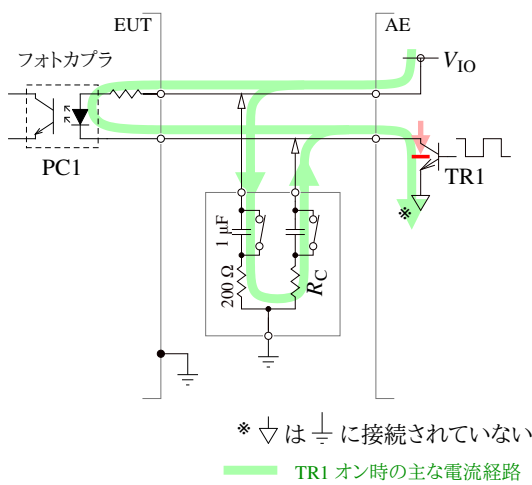 EUT
AE
フォトカプラ
V_IO
PC1
TR1
※
1 μF
200 Ω
R_C
※ は に接続されていない
TR1 オン時の主な電流経路